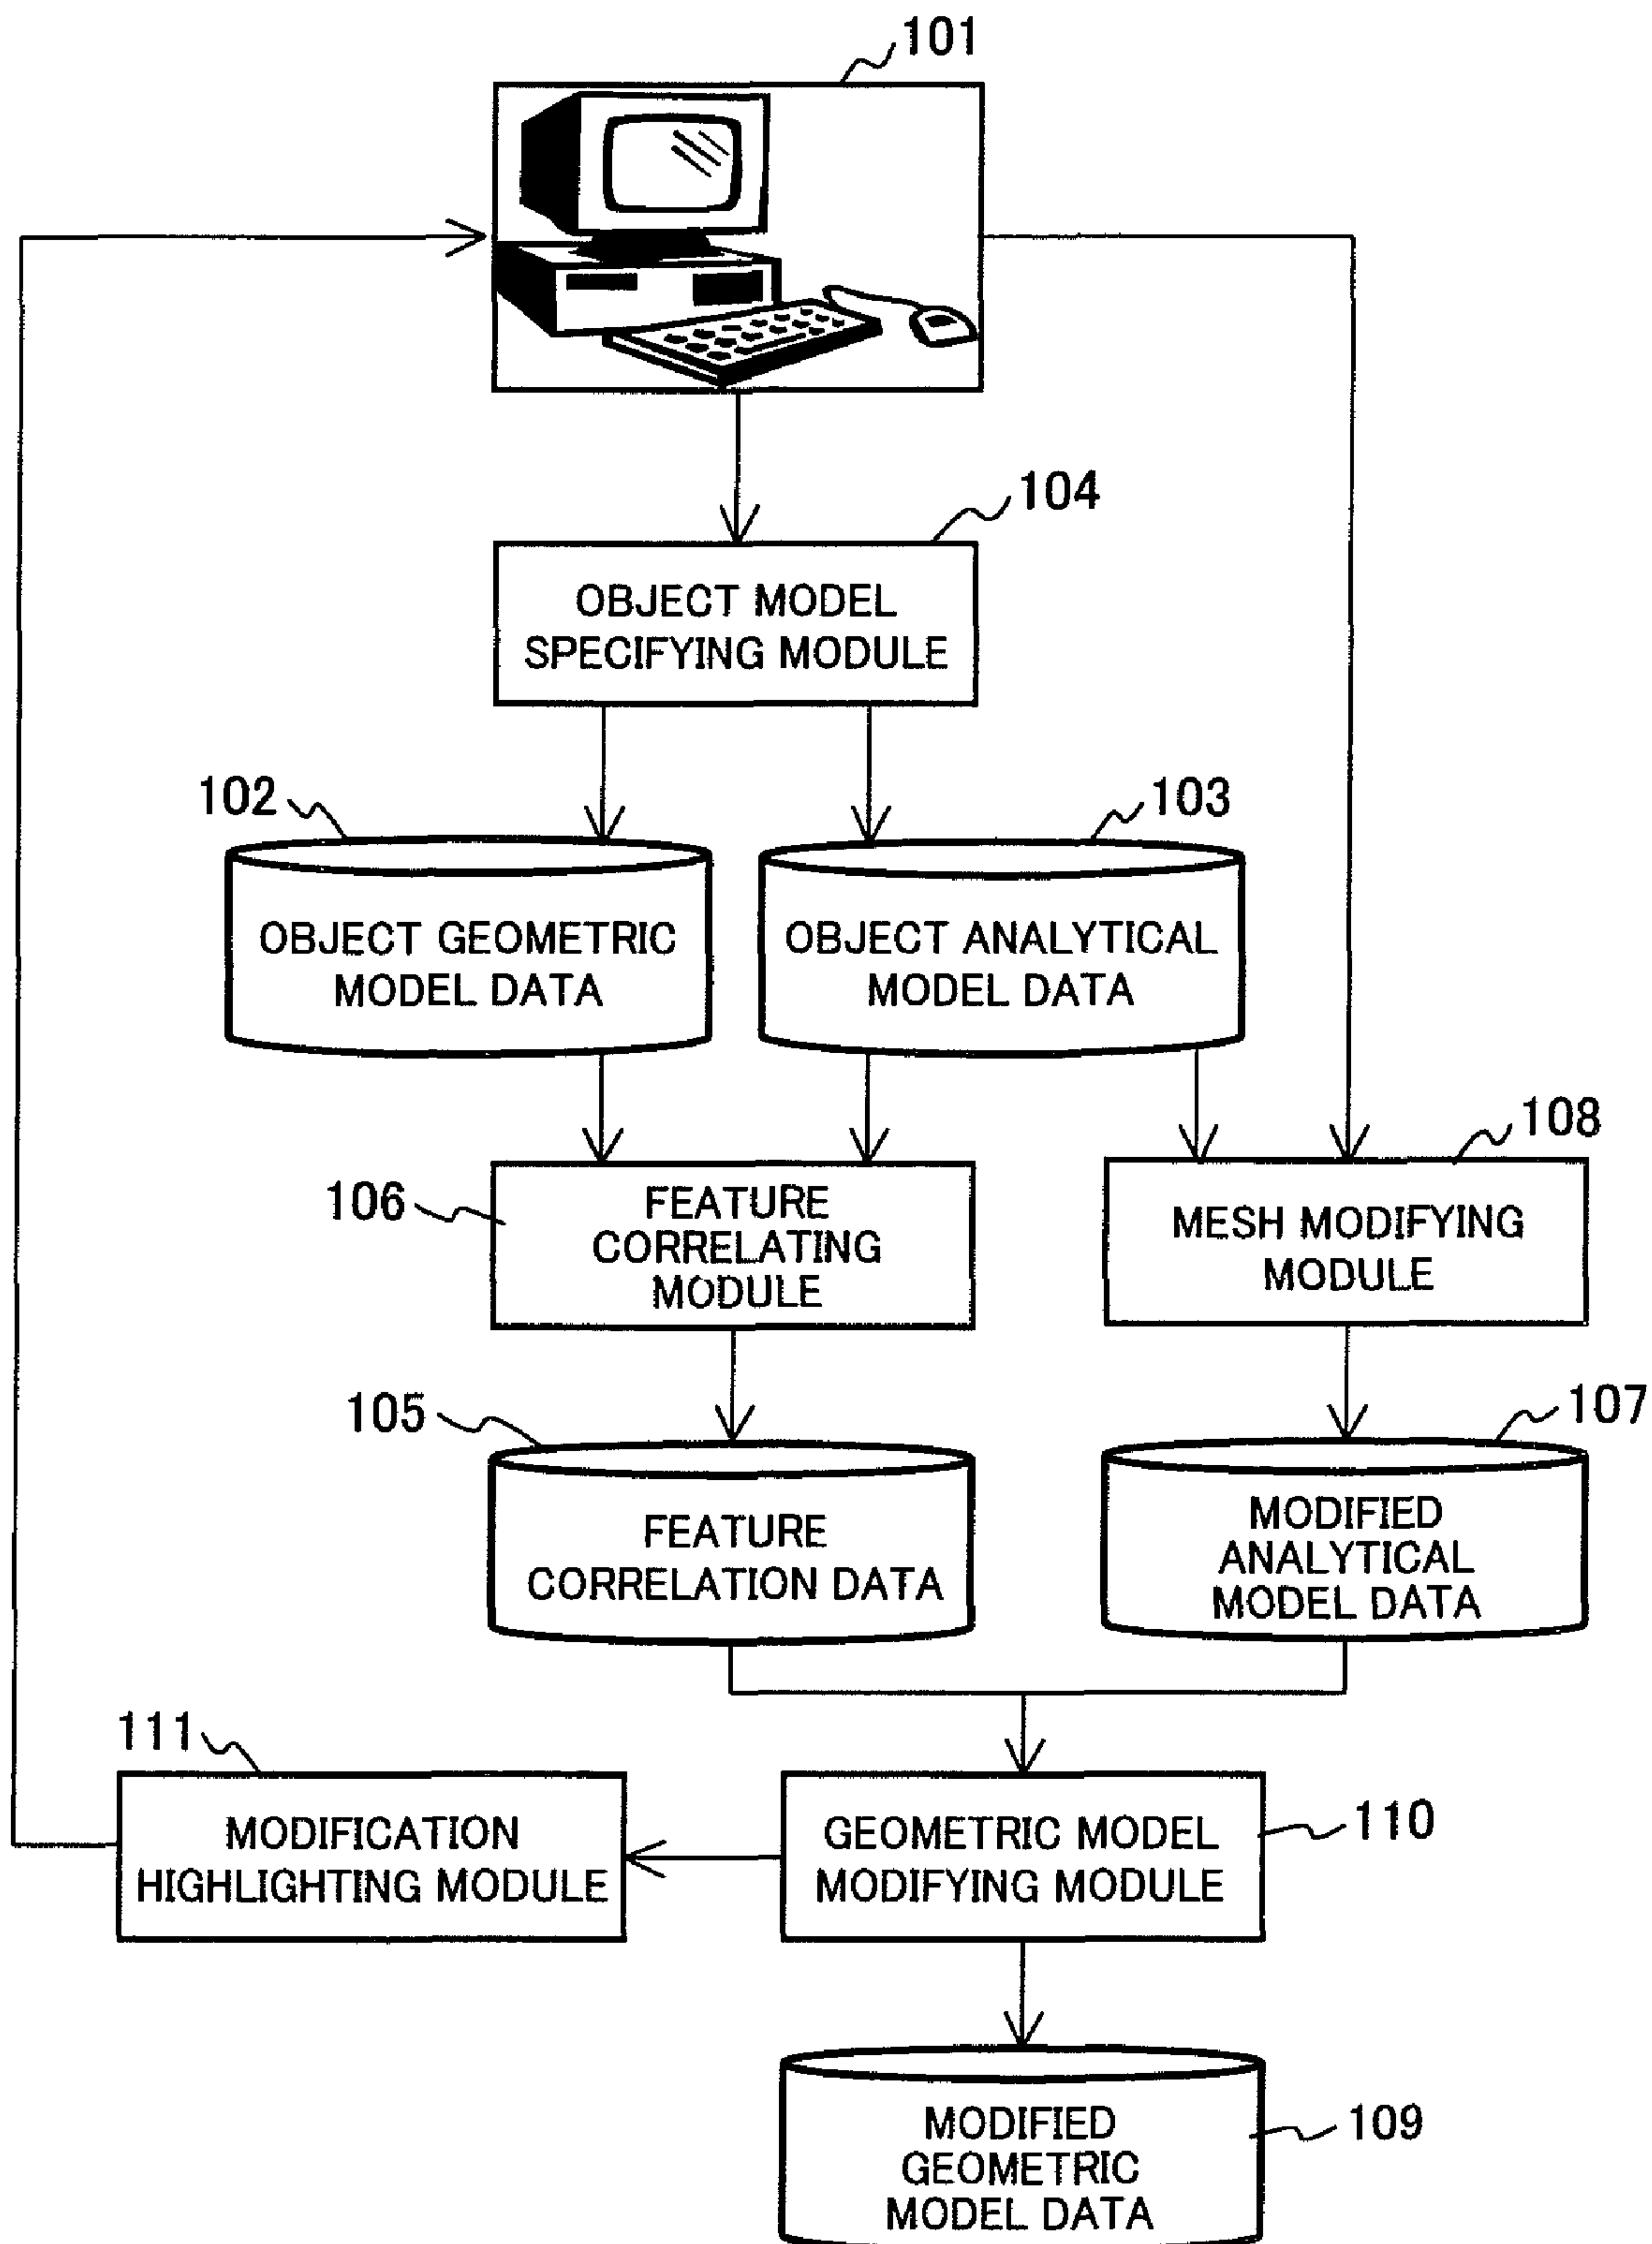 101
104
OBJECT MODEL
SPECIFYING MODULE
102
103
OBJECT GEOMETRIC
MODEL DATA
OBJECT ANALYTICAL
MODEL DATA
108
106
FEATURE
CORRELATING
MODULE
MESH MODIFYING
MODULE
105
107
FEATURE
CORRELATION DATA
MODIFIED
ANALYTICAL
MODEL DATA
111
MODIFICATION
HIGHLIGHTING MODULE
GEOMETRIC MODEL
MODIFYING MODULE
110
MODIFIED
GEOMETRIC
MODEL DATA
109